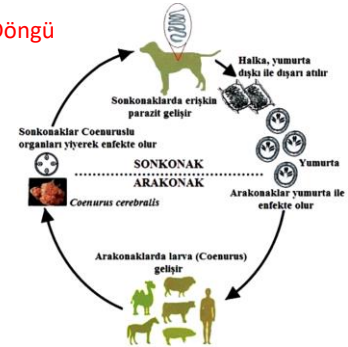 Döngü
Halka, yumurta
dışkı ile dışarı atılır
Sonkonaklarda erişkin
parazit gelişir
Sonkonaklar Coenuruslu
organları yiyerek enfekte olur
SONKONAK
ARAKONAK
Yumurta
Arakonaklar yumurta ile
enfekte olur
Coenurus cerebralis
Arakonaklarda larva (Coenurus)
gelişir